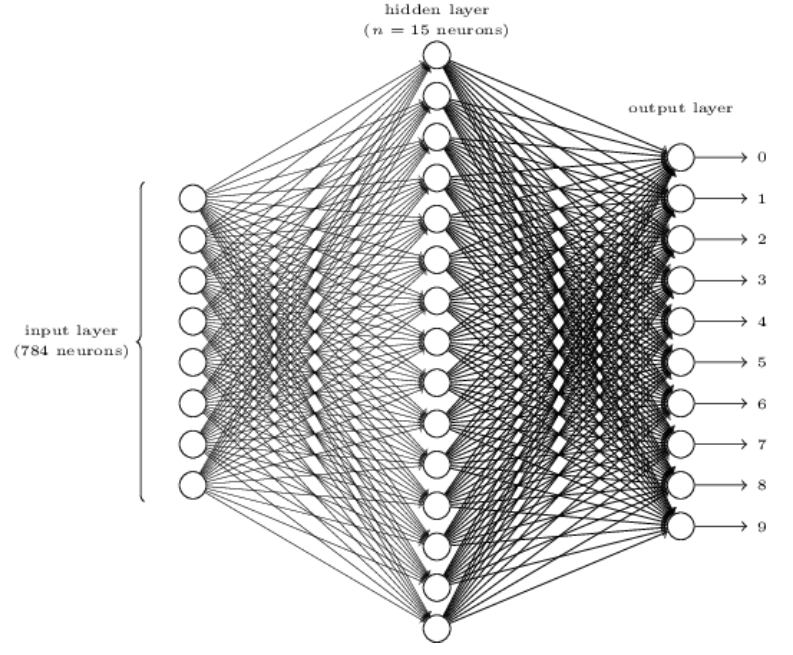 hidden layer
(n = 15 neurons)
output layer
input layer
(784 neurons)
0
1
2
3
4
5
6
7
8
9